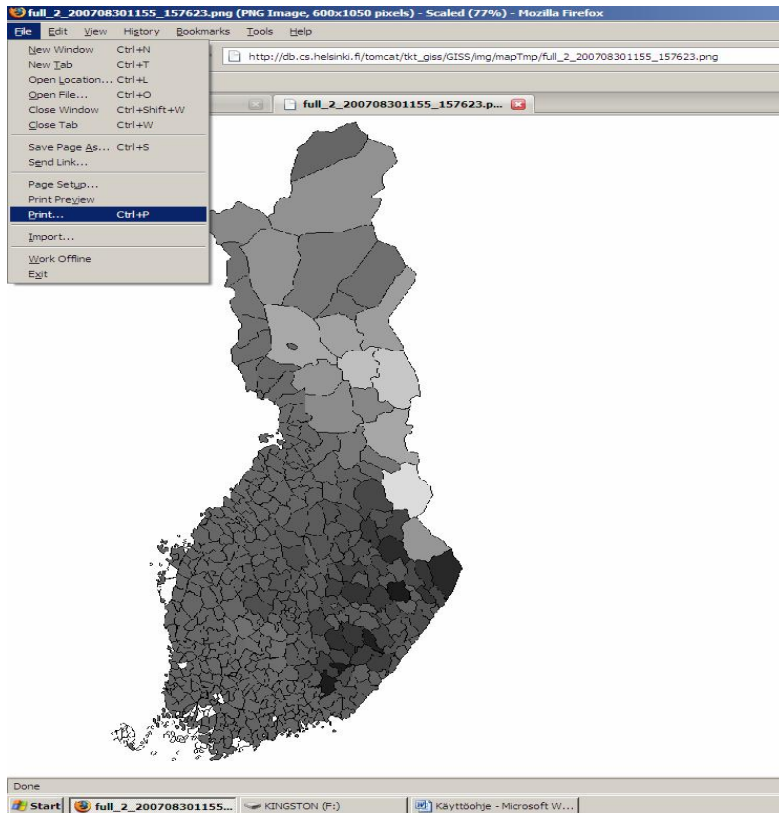 full_2_200708301155_157623.png (PNG Image, 600x1050 pixels) - Scaled (77%) - Mozilla Firefox
File Edit View History Bookmarks Tools Help
New Window Ctrl+N
http://db.cs.helsinki.fi/tomcat/tkt_giss/GISS/img/mapTmp/full_2_200708301155_157623.png
New Tab Ctrl+T
Open Location... Ctrl+L
Open File... Ctrl+O
Close Window Ctrl+Shift+W
full_2_200708301155_157623.p...
Close Tab Ctrl+W
Save Page As... Ctrl+S
Send Link...
Page Setup...
Print Preview
Print... Ctrl+P
Import...
Work Offline
Exit
Done
Start full_2_200708301155... KINGSTON (F:) Käyttöohje - Microsoft W...